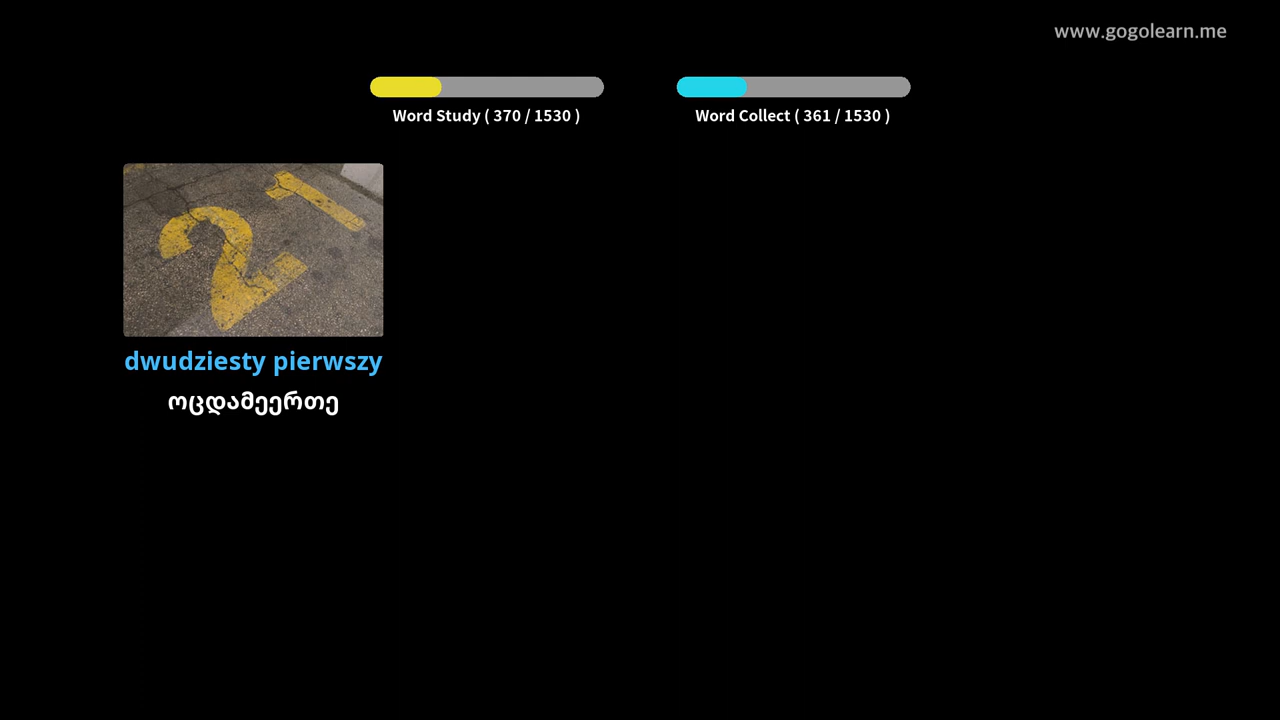 www.gogolearn.me
Word Study ( 370 / 1530 )
Word Collect ( 361 / 1530 )
21
dwudziesty pierwszy
ოცდამეერთე